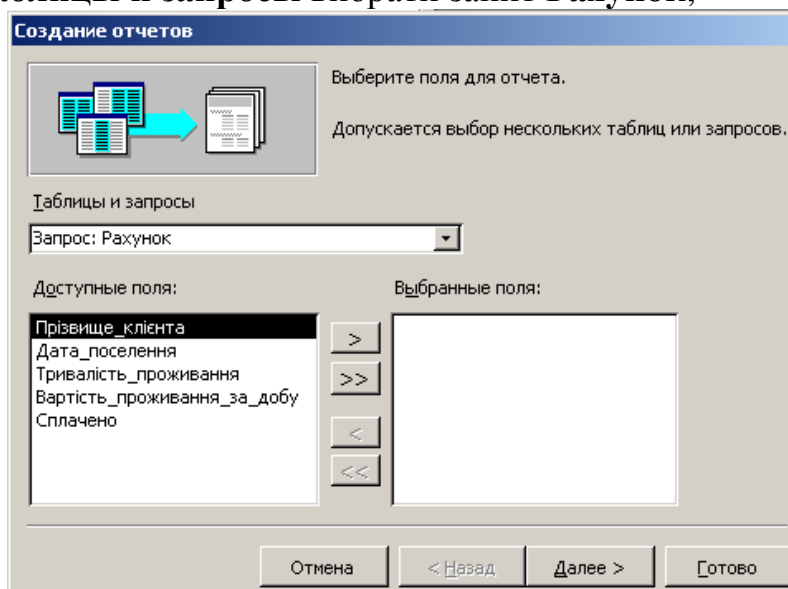 и запросы
Создание отчетов
Выберите поля для отчета.
Допускается выбор нескольких таблиц или запросов.
Таблицы и запросы
Запрос: Рахунок
Доступные поля:
Выбранные поля:
Прізвище_клієнта
Дата_поселення
Тривалість_проживання
Вартість_проживання_за_добу
Сплачено
>
>>
<
<<
Отмена
< Назад
Далее >
Готово